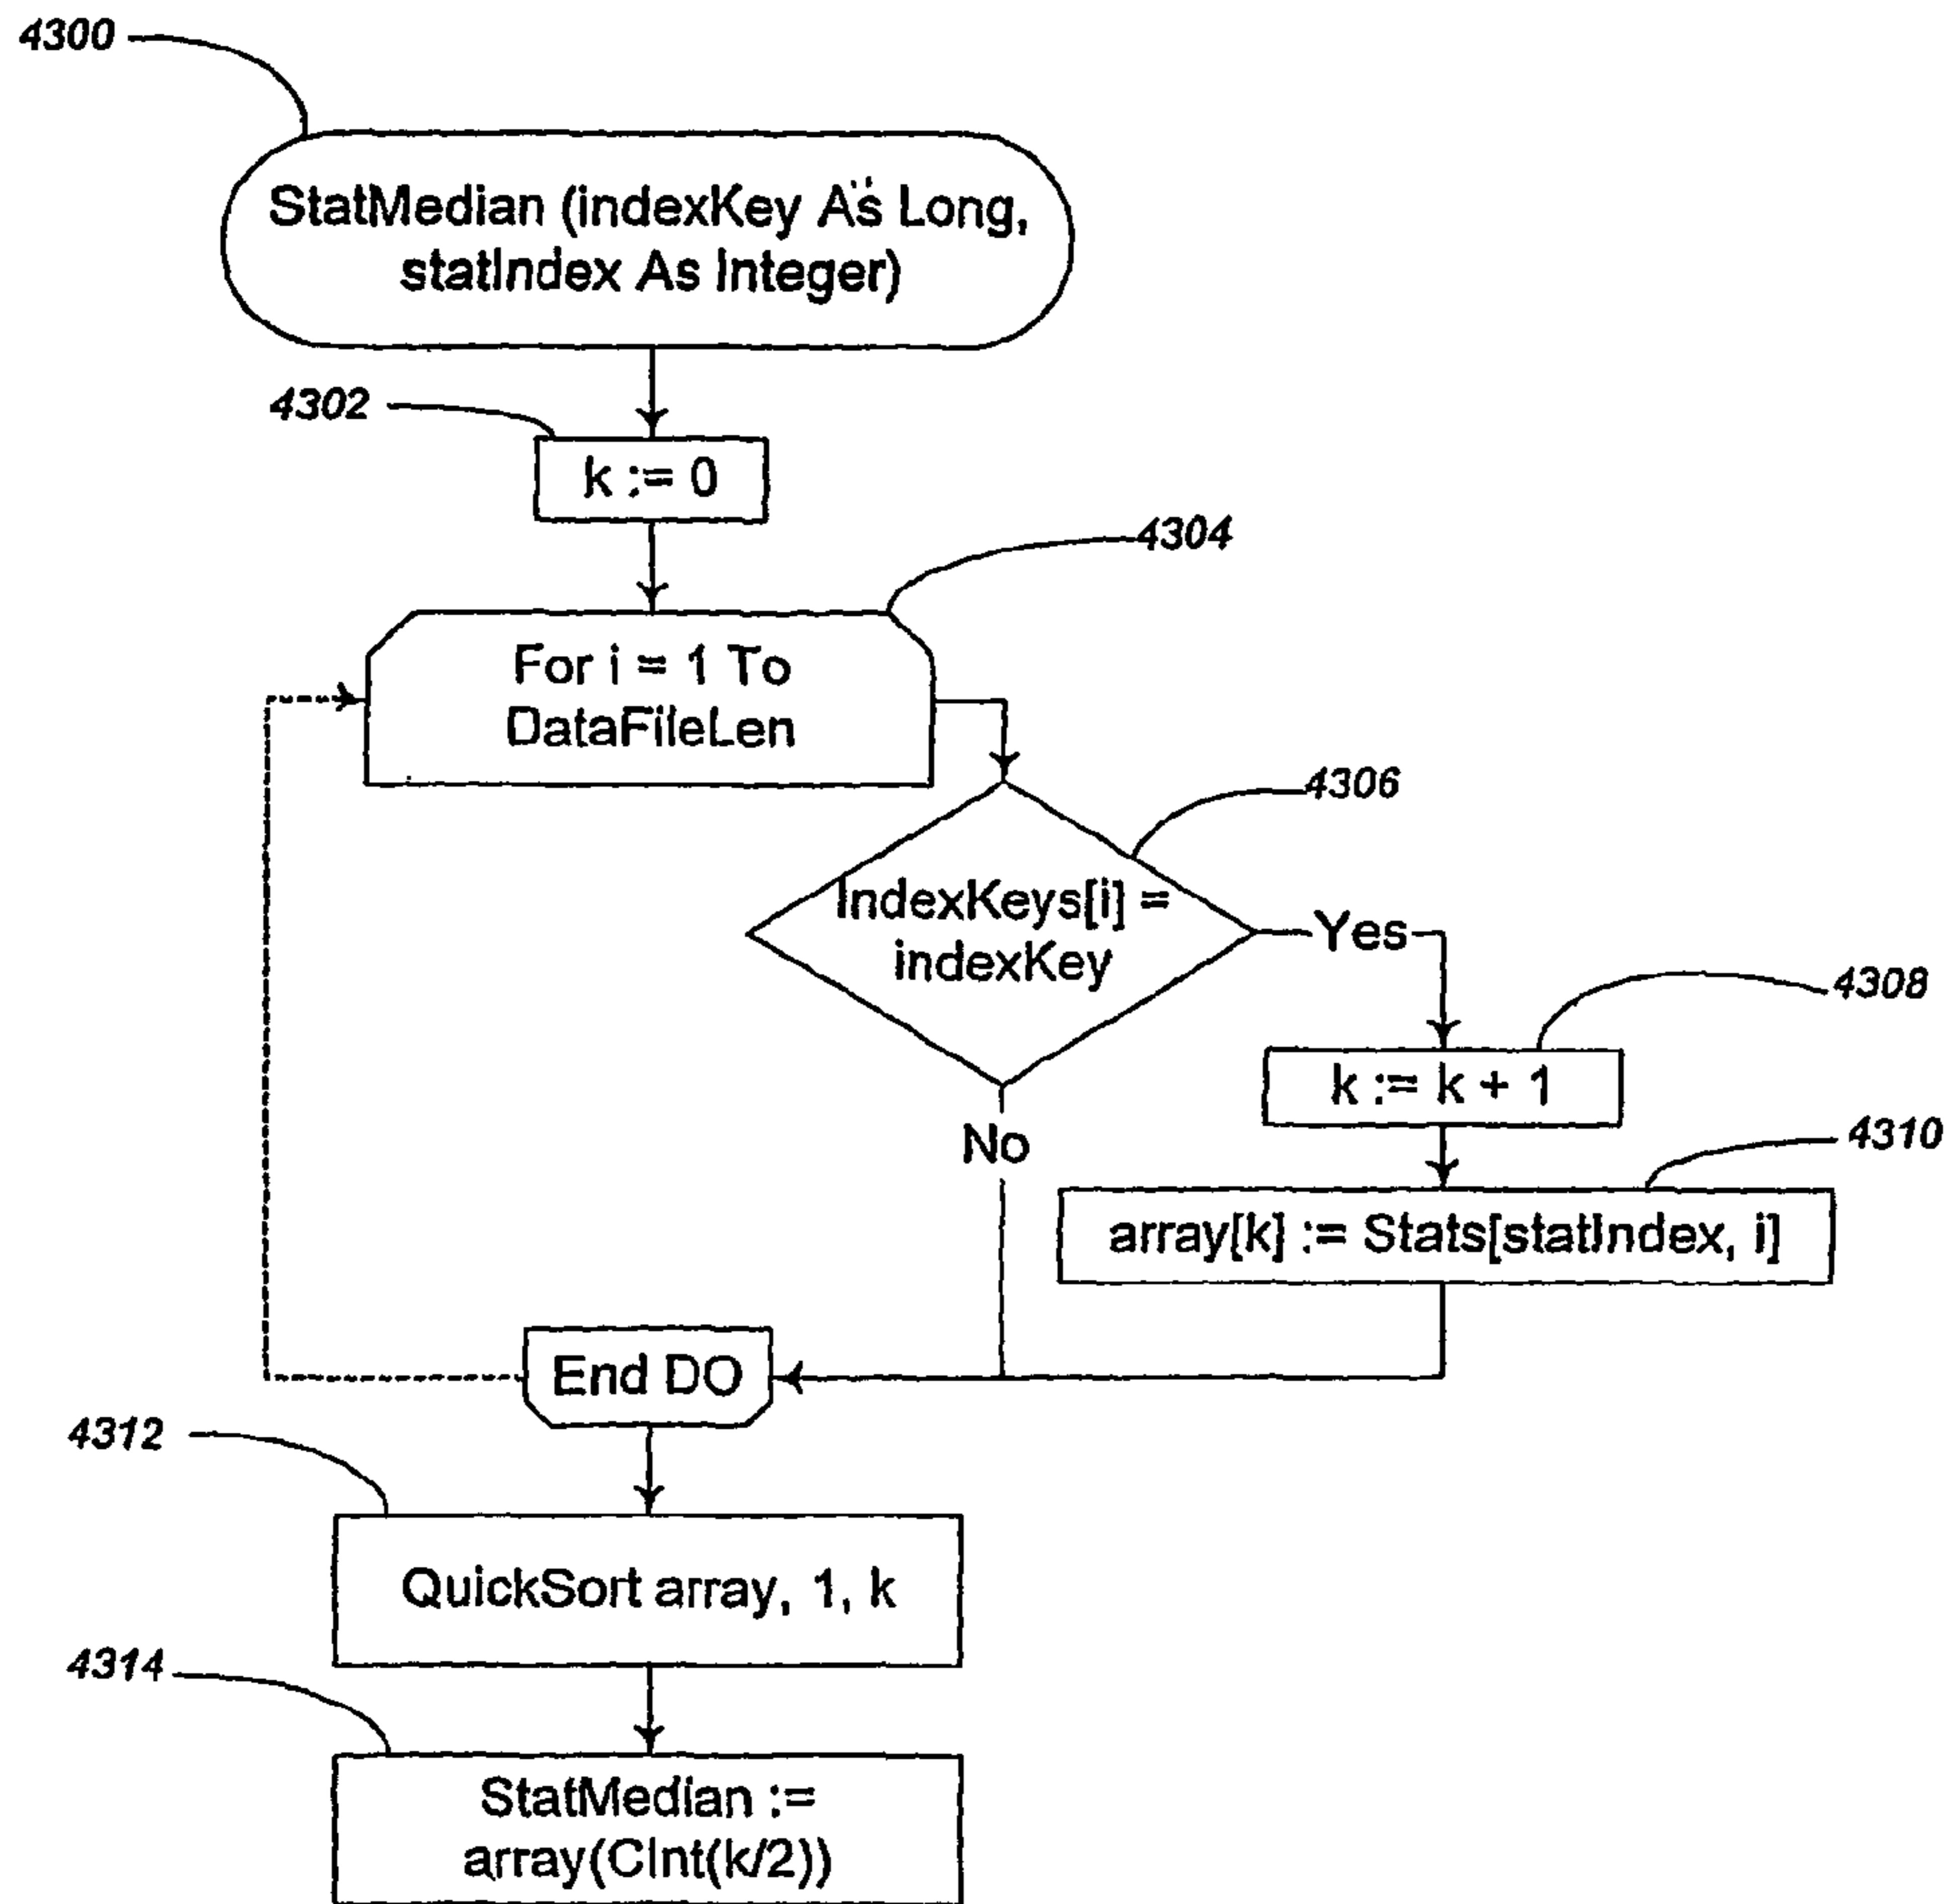 4300
StatMedian (indexKey As Long,
statIndex As Integer)
4302
k := 0
4304
For i = 1 To
DataFileLen
4306
IndexKeys[i] =
indexKey
Yes
4308
k := k + 1
No
4310
array[k] := Stats[statIndex, i]
End DO
4312
QuickSort array, 1, k
4314
StatMedian :=
array(CInt(k/2))